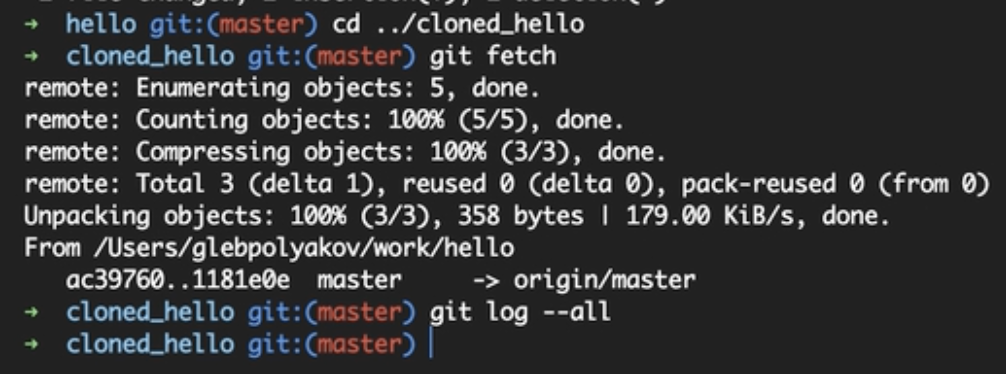 ➜ hello git:(master) cd ../cloned_hello
➜ cloned_hello git:(master) git fetch
remote: Enumerating objects: 5, done.
remote: Counting objects: 100% (5/5), done.
remote: Compressing objects: 100% (3/3), done.
remote: Total 3 (delta 1), reused 0 (delta 0), pack-reused 0 (from 0)
Unpacking objects: 100% (3/3), 358 bytes | 179.00 KiB/s, done.
From /Users/glebpolyakov/work/hello
   ac39760..1181e0e  master     -> origin/master
➜ cloned_hello git:(master) git log --all
➜ cloned_hello git:(master)